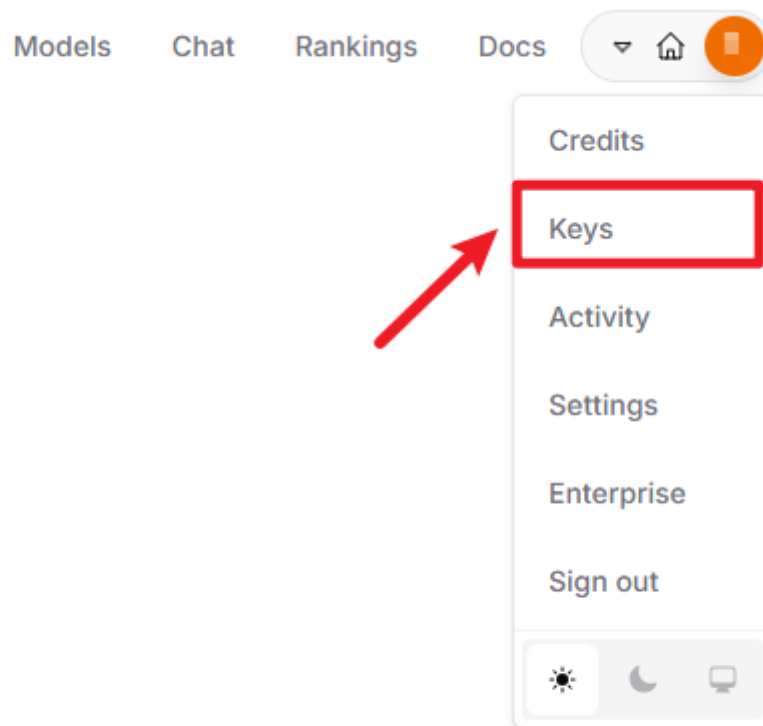 Models Chat Rankings Docs
Credits
Keys
Activity
Settings
Enterprise
Sign out